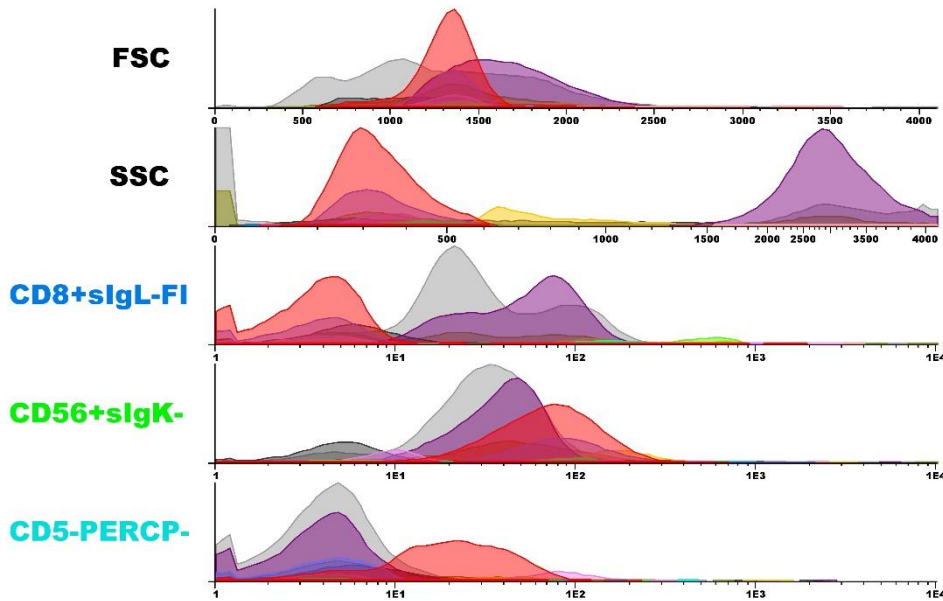 FSC
0 500 1000 1500 2000 2500 3000 3500 4000
SSC
0 500 1000 1500 2000 2500 3500 4000
CD8+sIgL-FI
1 1E1 1E2 1E3 1E4
CD56+sIgK-
1 1E1 1E2 1E3 1E4
CD5-PERCP-
1 1E1 1E2 1E3 1E4